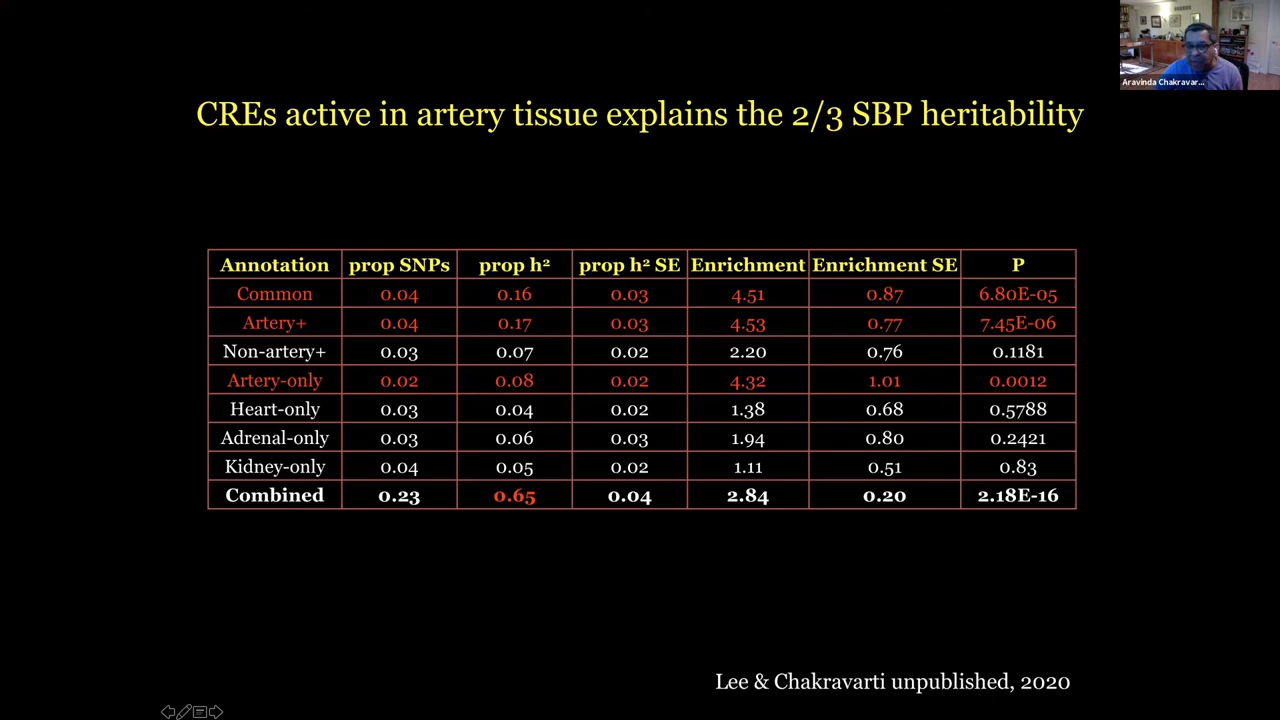 Aravinda Chakravar...
CREs active in artery tissue explains the 2/3 SBP heritability
Annotation prop SNPs prop h² prop h² SE Enrichment Enrichment SE P
Common 0.04 0.16 0.03 4.51 0.87 6.80E-05
Artery+ 0.04 0.17 0.03 4.53 0.77 7.45E-06
Non-artery+ 0.03 0.07 0.02 2.20 0.76 0.1181
Artery-only 0.02 0.08 0.02 4.32 1.01 0.0012
Heart-only 0.03 0.04 0.02 1.38 0.68 0.5788
Adrenal-only 0.03 0.06 0.03 1.94 0.80 0.2421
Kidney-only 0.04 0.05 0.02 1.11 0.51 0.83
Combined 0.23 0.65 0.04 2.84 0.20 2.18E-16
Lee & Chakravarti unpublished, 2020